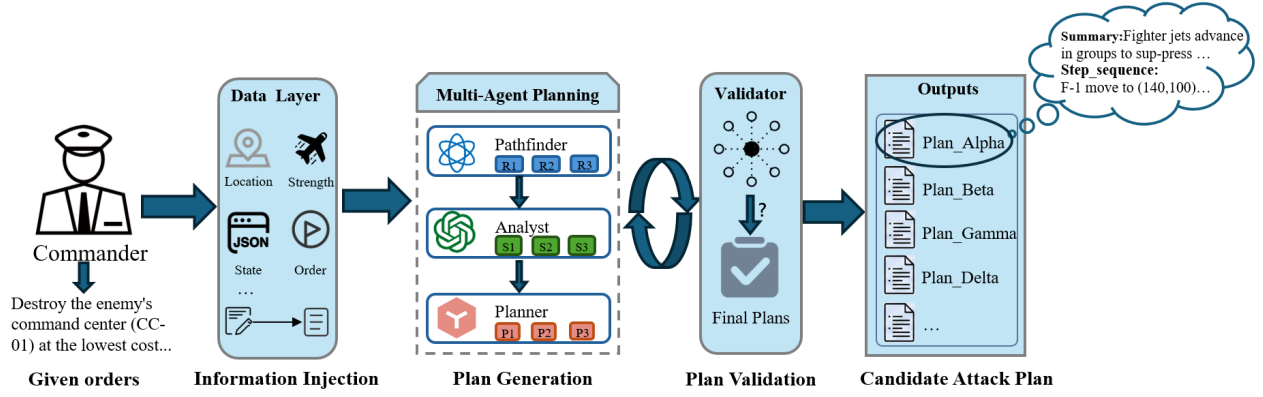 Summary:Fighter jets advance
in groups to sup-press …
Step_sequence:
F-1 move to (140,100)…
Commander
Destroy the enemy's
command center (CC-
01) at the lowest cost...
Given orders
Data Layer
Location Strength
JSON
State Order
…
Information Injection
Multi-Agent Planning
Pathfinder
R1 R2 R3
Analyst
S1 S2 S3
Planner
P1 P2 P3
Plan Generation
Validator
?
Final Plans
Plan Validation
Outputs
Plan_Alpha
Plan_Beta
Plan_Gamma
Plan_Delta
…
Candidate Attack Plan